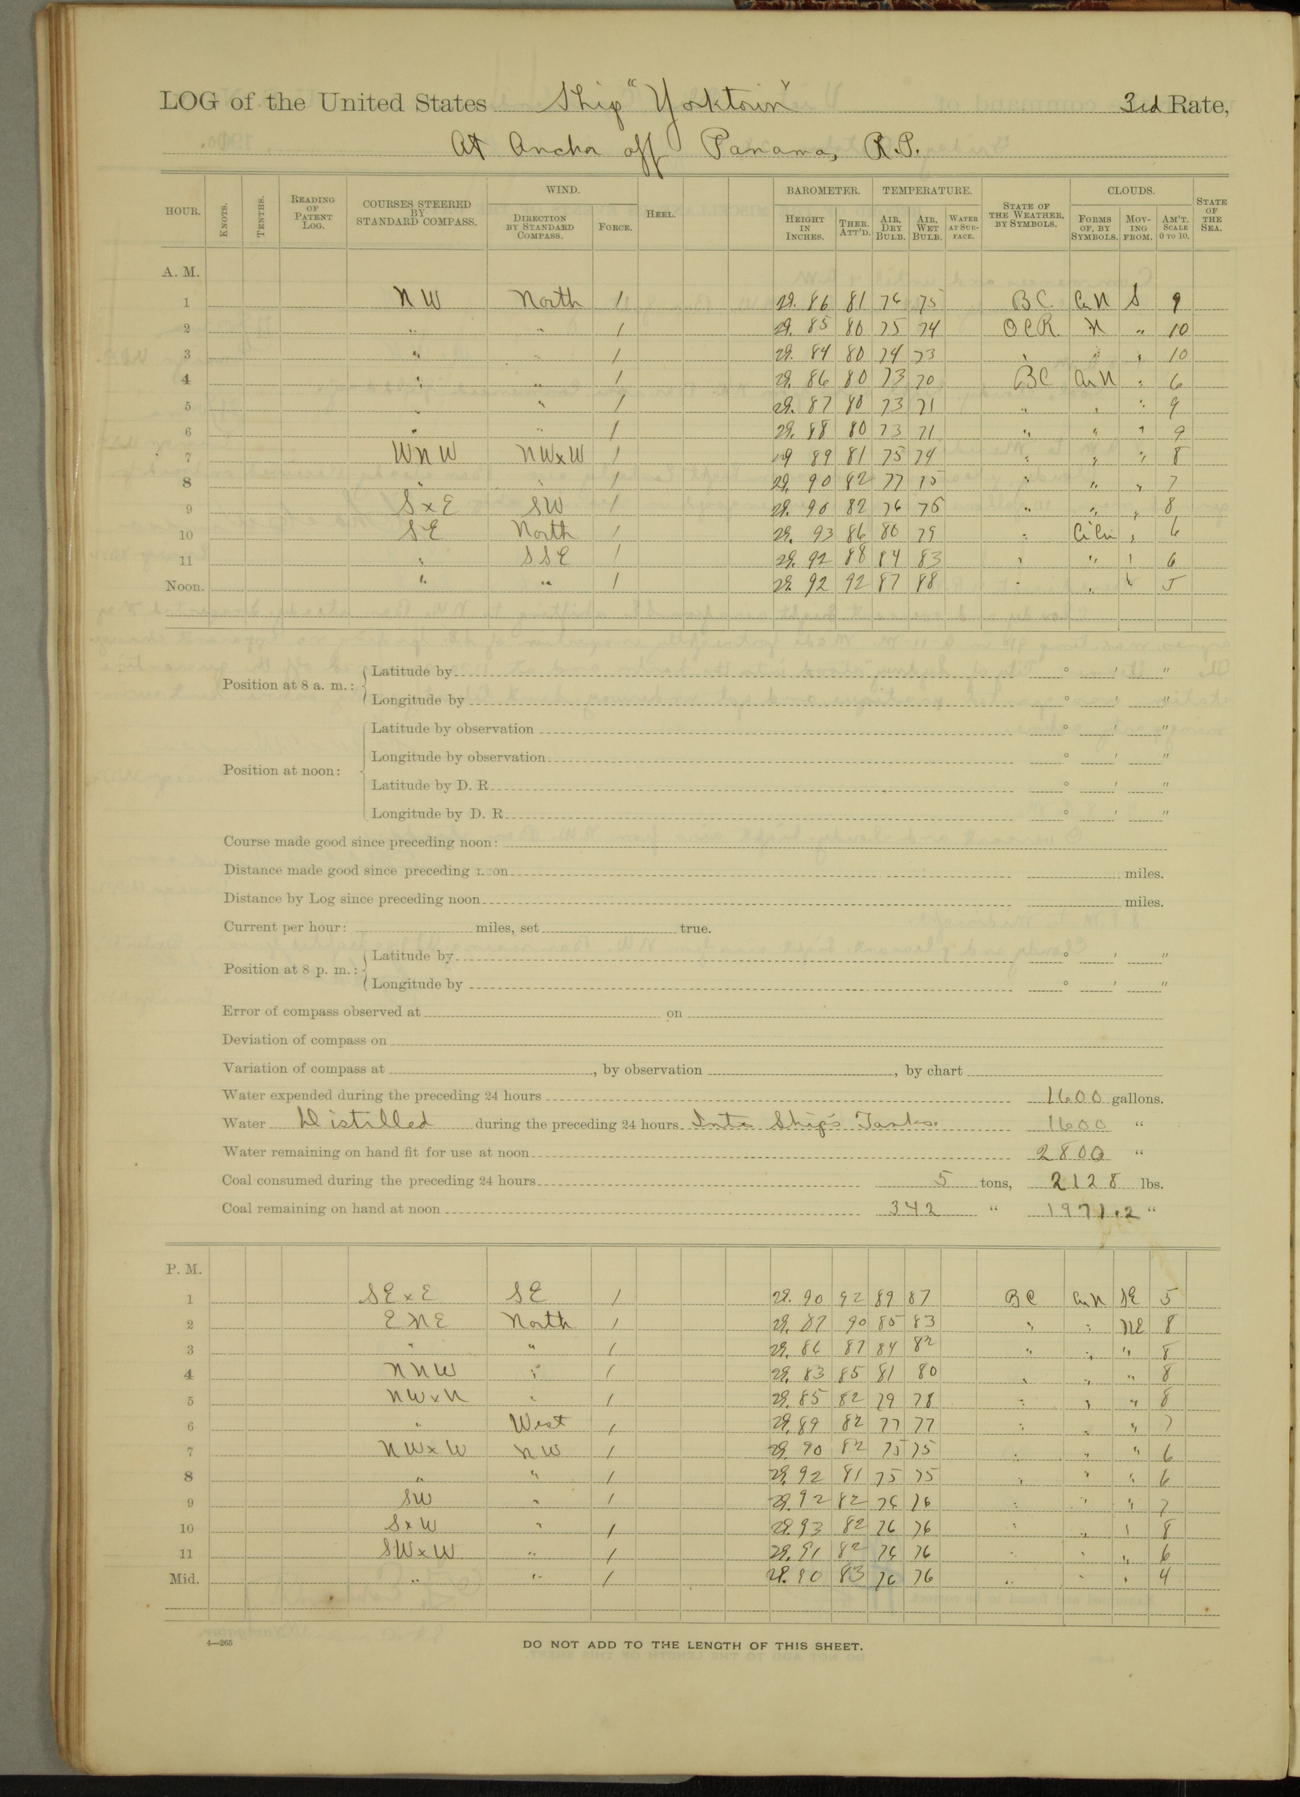 LOG of the United States Ship "Yorktown" 3rd Rate,
At Anchor off Panama, R.P.
HOUR. KNOTS. TENTHS. READING OF PATENT LOG. COURSES STEERED BY STANDARD COMPASS. WIND. DIRECTION BY STANDARD COMPASS. FORCE. HEEL. BAROMETER. HEIGHT IN INCHES. THER. ATT'D. TEMPERATURE. AIR, DRY BULB. AIR, WET BULB. WATER AT SURFACE. STATE OF THE WEATHER, BY SYMBOLS. CLOUDS. FORMS OF, BY SYMBOLS. MOVING FROM. AM'T. SCALE 0 TO 10. STATE OF THE SEA.
A. M.
1 NW North 1 29.86 81 76 75 BC CuN S 9
2 " " 1 29.85 80 75 74 OCR N " 10
3 " " 1 29.84 80 74 73 " " " 10
4 " " 1 29.86 80 73 70 BC CuN " 6
5 " " 1 29.87 80 73 71 " " " 9
6 " " 1 29.88 80 73 71 " " " 9
7 WNW NWxW 1 29 89 81 75 74 " " " 8
8 " " 1 29.90 82 77 75 " " " 7
9 SxE SW 1 29.90 82 76 75 " " " 8
10 SE North 1 29.93 86 80 79 " CiCu " 6
11 " SSE 1 29.92 88 84 83 " " " 6
Noon. " " 1 29.92 92 87 88 " " " 5
Position at 8 a. m.: Latitude by ° ' "
Longitude by ° ' "
Position at noon: Latitude by observation ° ' "
Longitude by observation ° ' "
Latitude by D. R. ° ' "
Longitude by D. R. ° ' "
Course made good since preceding noon:
Distance made good since preceding noon miles.
Distance by Log since preceding noon miles.
Current per hour: miles, set true.
Position at 8 p. m.: Latitude by ° ' "
Longitude by ° ' "
Error of compass observed at on
Deviation of compass on
Variation of compass at , by observation , by chart
Water expended during the preceding 24 hours 1600 gallons.
Water Distilled during the preceding 24 hours Into Ship's Tanks. 1600 "
Water remaining on hand fit for use at noon 2800 "
Coal consumed during the preceding 24 hours 5 tons, 2128 lbs.
Coal remaining on hand at noon 342 " 1971.2 "
P. M.
1 SExE SE 1 29.90 92 89 87 BC CuN SE 5
2 ENE North 1 29.87 90 85 83 " " NE 8
3 " " 1 29.86 87 84 82 " " " 8
4 NNW " 1 29.83 85 81 80 " " " 8
5 NWxN " 1 29.85 82 79 78 " " " 8
6 " West 1 29.89 82 77 77 " " " 7
7 NWxW NW 1 29.90 82 75 75 " " " 6
8 " " 1 29.92 81 75 75 " " " 6
9 SW " 1 29.92 82 76 76 " " " 7
10 SxW " 1 29.93 82 76 76 " " " 8
11 SWxW " 1 29.91 82 76 76 " " " 6
Mid. " " 1 29.90 83 76 76 " " " 4
4—265
DO NOT ADD TO THE LENGTH OF THIS SHEET.